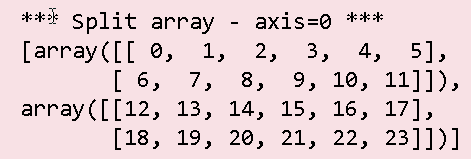 *** Split array - axis=0 ***
[array([[ 0,  1,  2,  3,  4,  5],
       [ 6,  7,  8,  9, 10, 11]]),
array([[12, 13, 14, 15, 16, 17],
       [18, 19, 20, 21, 22, 23]])]